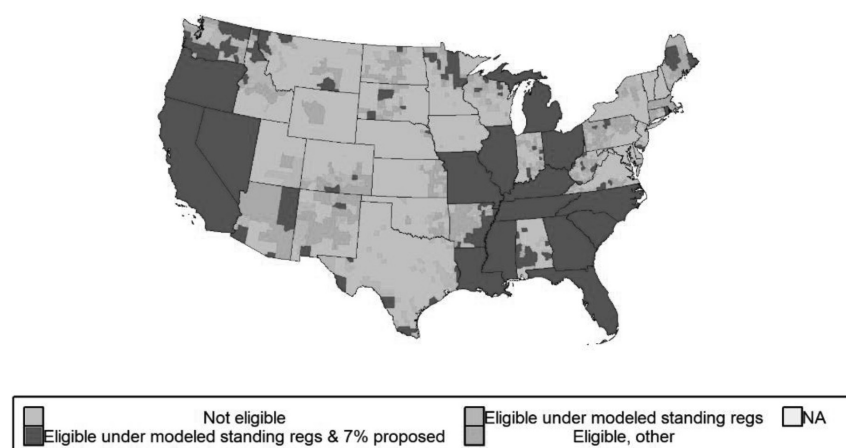 Not eligible
Eligible under modeled standing regs
NA
Eligible under modeled standing regs & 7% proposed
Eligible, other